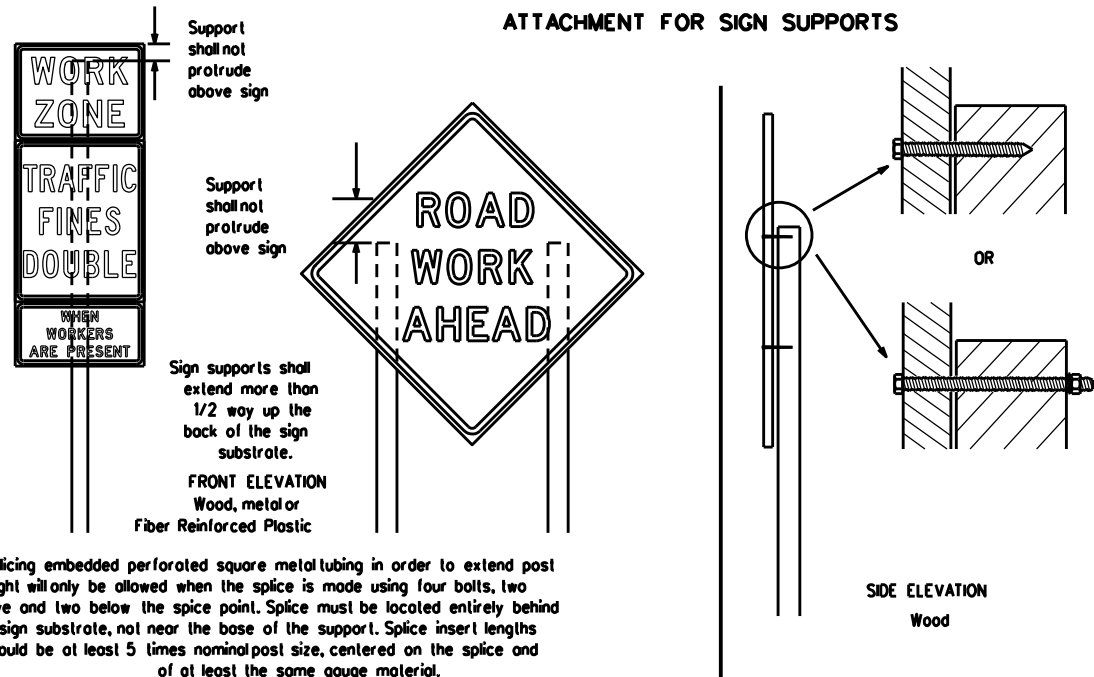 ATTACHMENT FOR SIGN SUPPORTS
Support
shall not
protrude
above sign
WORK
ZONE
TRAFFIC
FINES
DOUBLE
WHEN
WORKERS
ARE PRESENT
Support
shall not
protrude
above sign
ROAD
WORK
AHEAD
Sign supports shall
extend more than
1/2 way up the
back of the sign
substrate.
FRONT ELEVATION
Wood, metal or
Fiber Reinforced Plastic
OR
SIDE ELEVATION
Wood
licing embedded perforated square metal tubing in order to extend post
ght will only be allowed when the splice is made using four bolts, two
ve and two below the spice point. Splice must be located entirely behind
sign substrate, not near the base of the support. Splice insert lengths
ould be at least 5 times nominal post size, centered on the splice and
of at least the same gauge material.